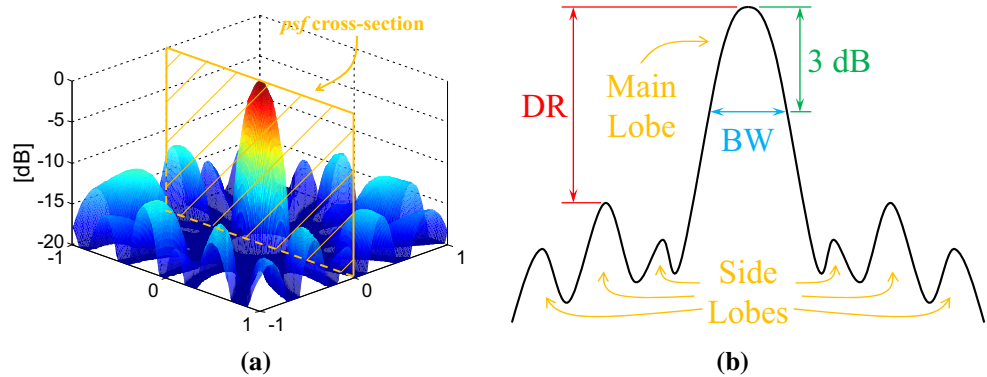 psf cross-section
0
-5
-10
-15
-20
[dB]
-1
0
1
-1
0
1
(a)
DR
Main
Lobe
3 dB
BW
Side
Lobes
(b)